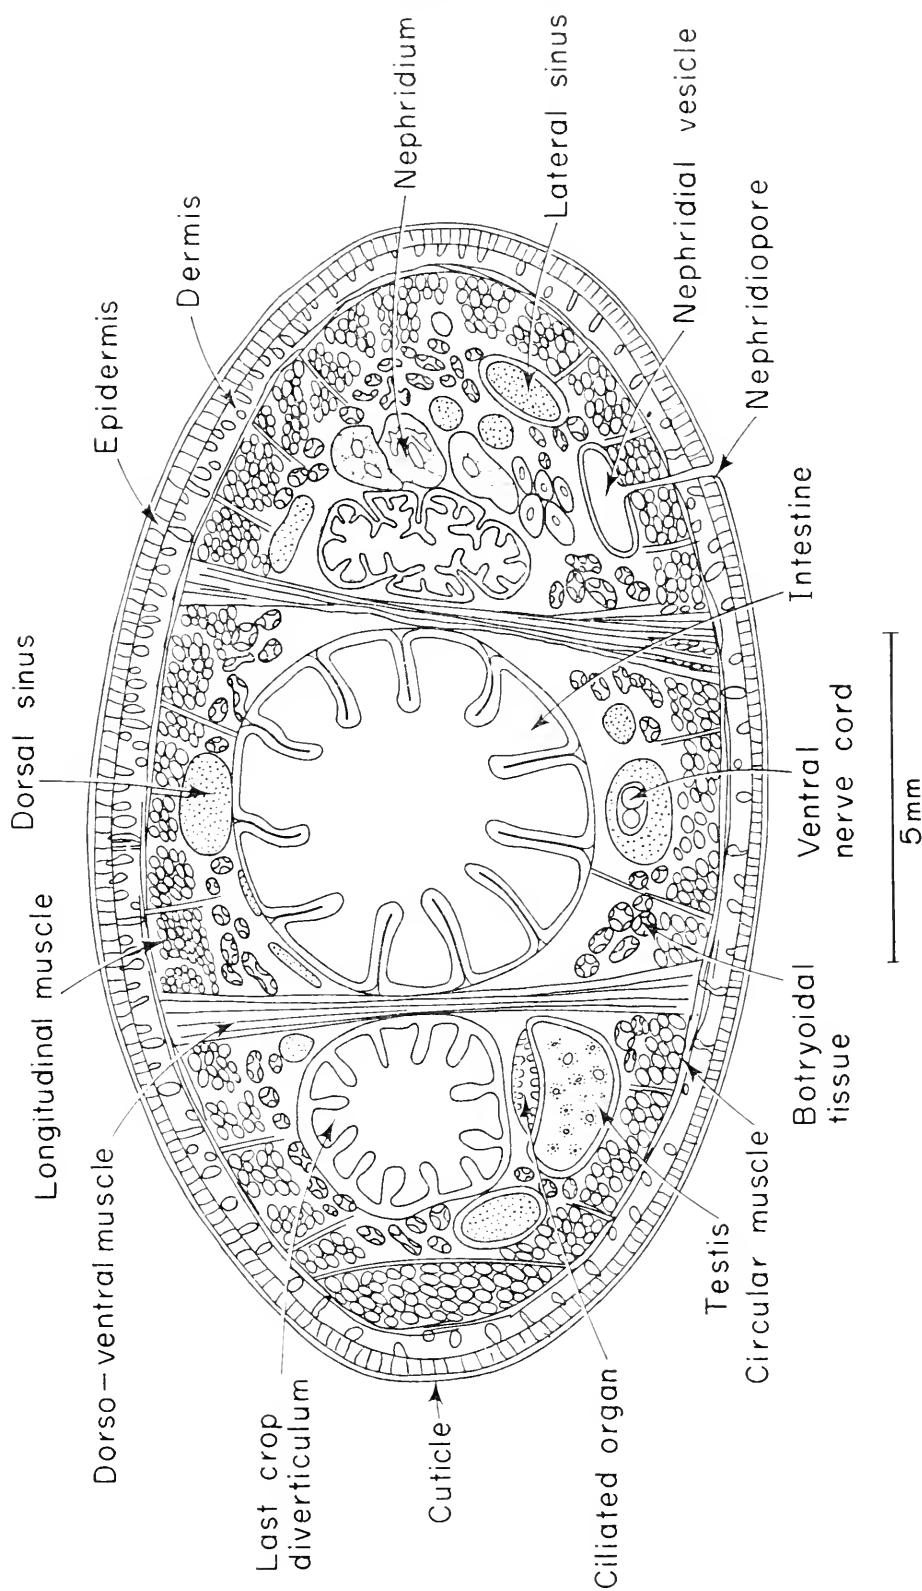 Dorsal sinus
Longitudinal muscle
Epidermis
Dorso-ventral muscle
Dermis
Last crop
diverticulum
Nephridium
Cuticle
Lateral sinus
Ciliated organ
Nephridial vesicle
Testis
Nephridiopore
Circular muscle
Intestine
Botryoidal
tissue
Ventral
nerve cord
5mm